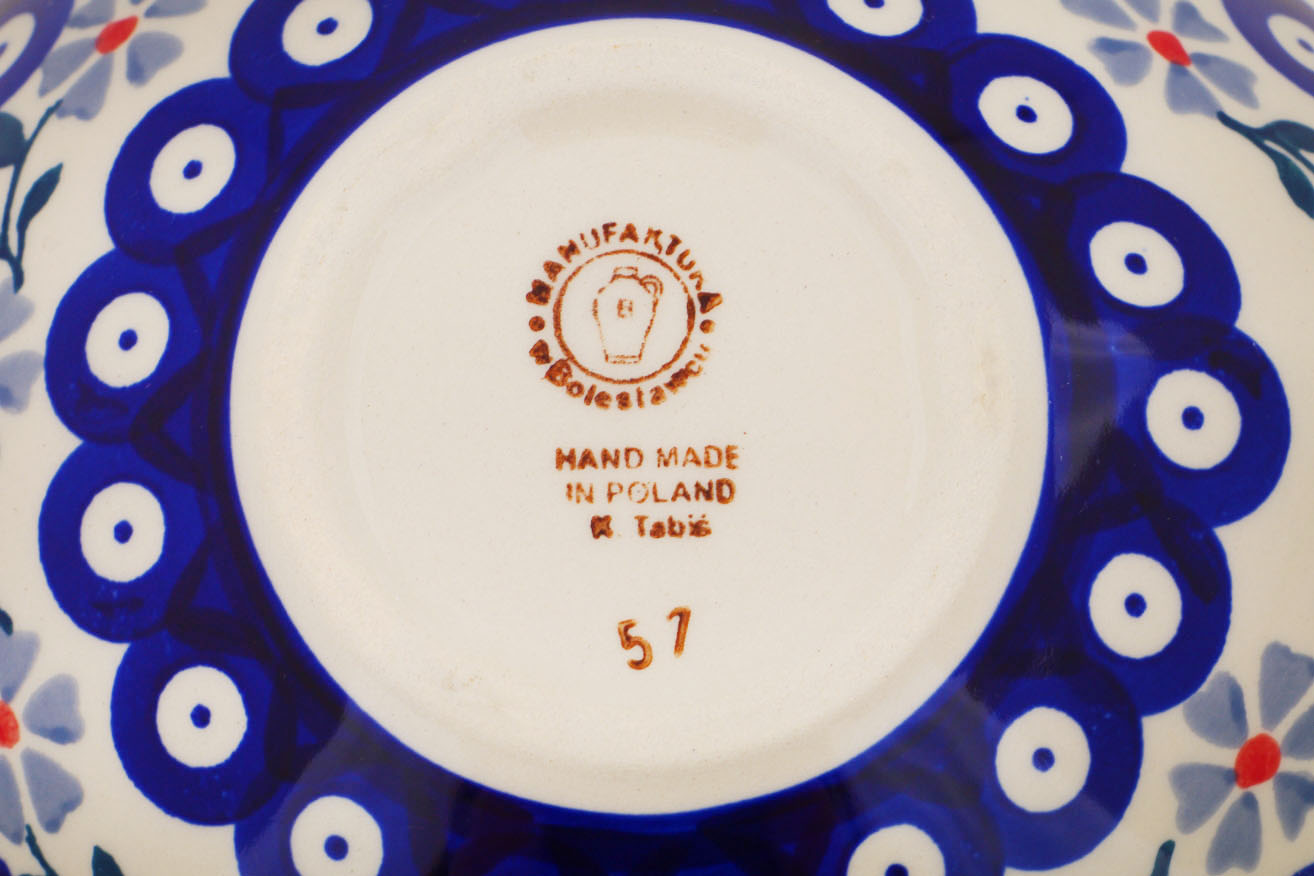 MANUFAKTURA
w Bolesławcu
B
HAND MADE
IN POLAND
K. Tabiś
57